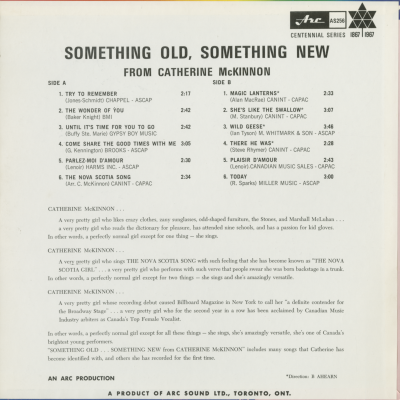 Arc
AS256
CENTENNIAL SERIES 1867 1967
SOMETHING OLD, SOMETHING NEW
FROM CATHERINE McKINNON
SIDE A
1. TRY TO REMEMBER 2:17
(Jones-Schmidt) CHAPPEL - ASCAP
2. THE WONDER OF YOU 2:42
(Baker Knight) BMI
3. UNTIL IT'S TIME FOR YOU TO GO 2:42
(Buffy Ste. Marie) GYPSY BOY MUSIC
4. COME SHARE THE GOOD TIMES WITH ME 3:05
(G. Kennington) BROOKS - ASCAP
5. PARLEZ-MOI D'AMOUR 2:30
(Lenoir) HARMS INC. - ASCAP
6. THE NOVA SCOTIA SONG 2:34
(Arr. C. McKinnon) CANINT - CAPAC
SIDE B
1. MAGIC LANTERNS* 2:33
(Alan MacRae) CANINT - CAPAC
2. SHE'S LIKE THE SWALLOW* 3:07
(M. Stanbury) CANINT - CAPAC
3. WILD GEESE* 3:46
(Ian Tyson) M. WHITMARK & SON - ASCAP
4. THERE HE WAS* 2:28
(Steve Rhymer) CANINT - CAPAC
5. PLAISIR D'AMOUR 2:43
(Lenoir) CANADIAN MUSIC SALES - CAPAC
6. TODAY 3:00
(R. Sparks) MILLER MUSIC - ASCAP
CATHERINE McKINNON . . .
A very pretty girl who likes crazy clothes, zany sunglasses, odd-shaped furniture, the Stones, and Marshall McLuhan . . .
a very pretty girl who reads the dictionary for pleasure, has attended nine schools, and has a passion for kid gloves.
In other words, a perfectly normal girl except for one thing — she sings.
CATHERINE McKINNON . . .
A very pretty girl who sings THE NOVA SCOTIA SONG with such feeling that she has become known as "THE NOVA
SCOTIA GIRL" . . . a very pretty girl who performs with such verve that people swear she was born backstage in a trunk.
In other words, a perfectly normal girl except for two things — she sings and she's amazingly versatile.
CATHERINE McKINNON . . .
A very pretty girl whose recording debut caused Billboard Magazine in New York to call her "a definite contender for
the Broadway Stage" . . . a very pretty girl who for the second year in a row has been acclaimed by Canadian Music
Industry arbiters as Canada's Top Female Vocalist.
In other words, a perfectly normal girl except for all these things — she sings, she's amazingly versatile, she's one of Canada's
brightest young performers.
"SOMETHING OLD . . . SOMETHING NEW from CATHERINE McKINNON" includes many songs that Catherine has
become identified with, and others she has recorded for the first time.
AN ARC PRODUCTION
*Direction: B AHEARN
A PRODUCT OF ARC SOUND LTD., TORONTO, ONT.